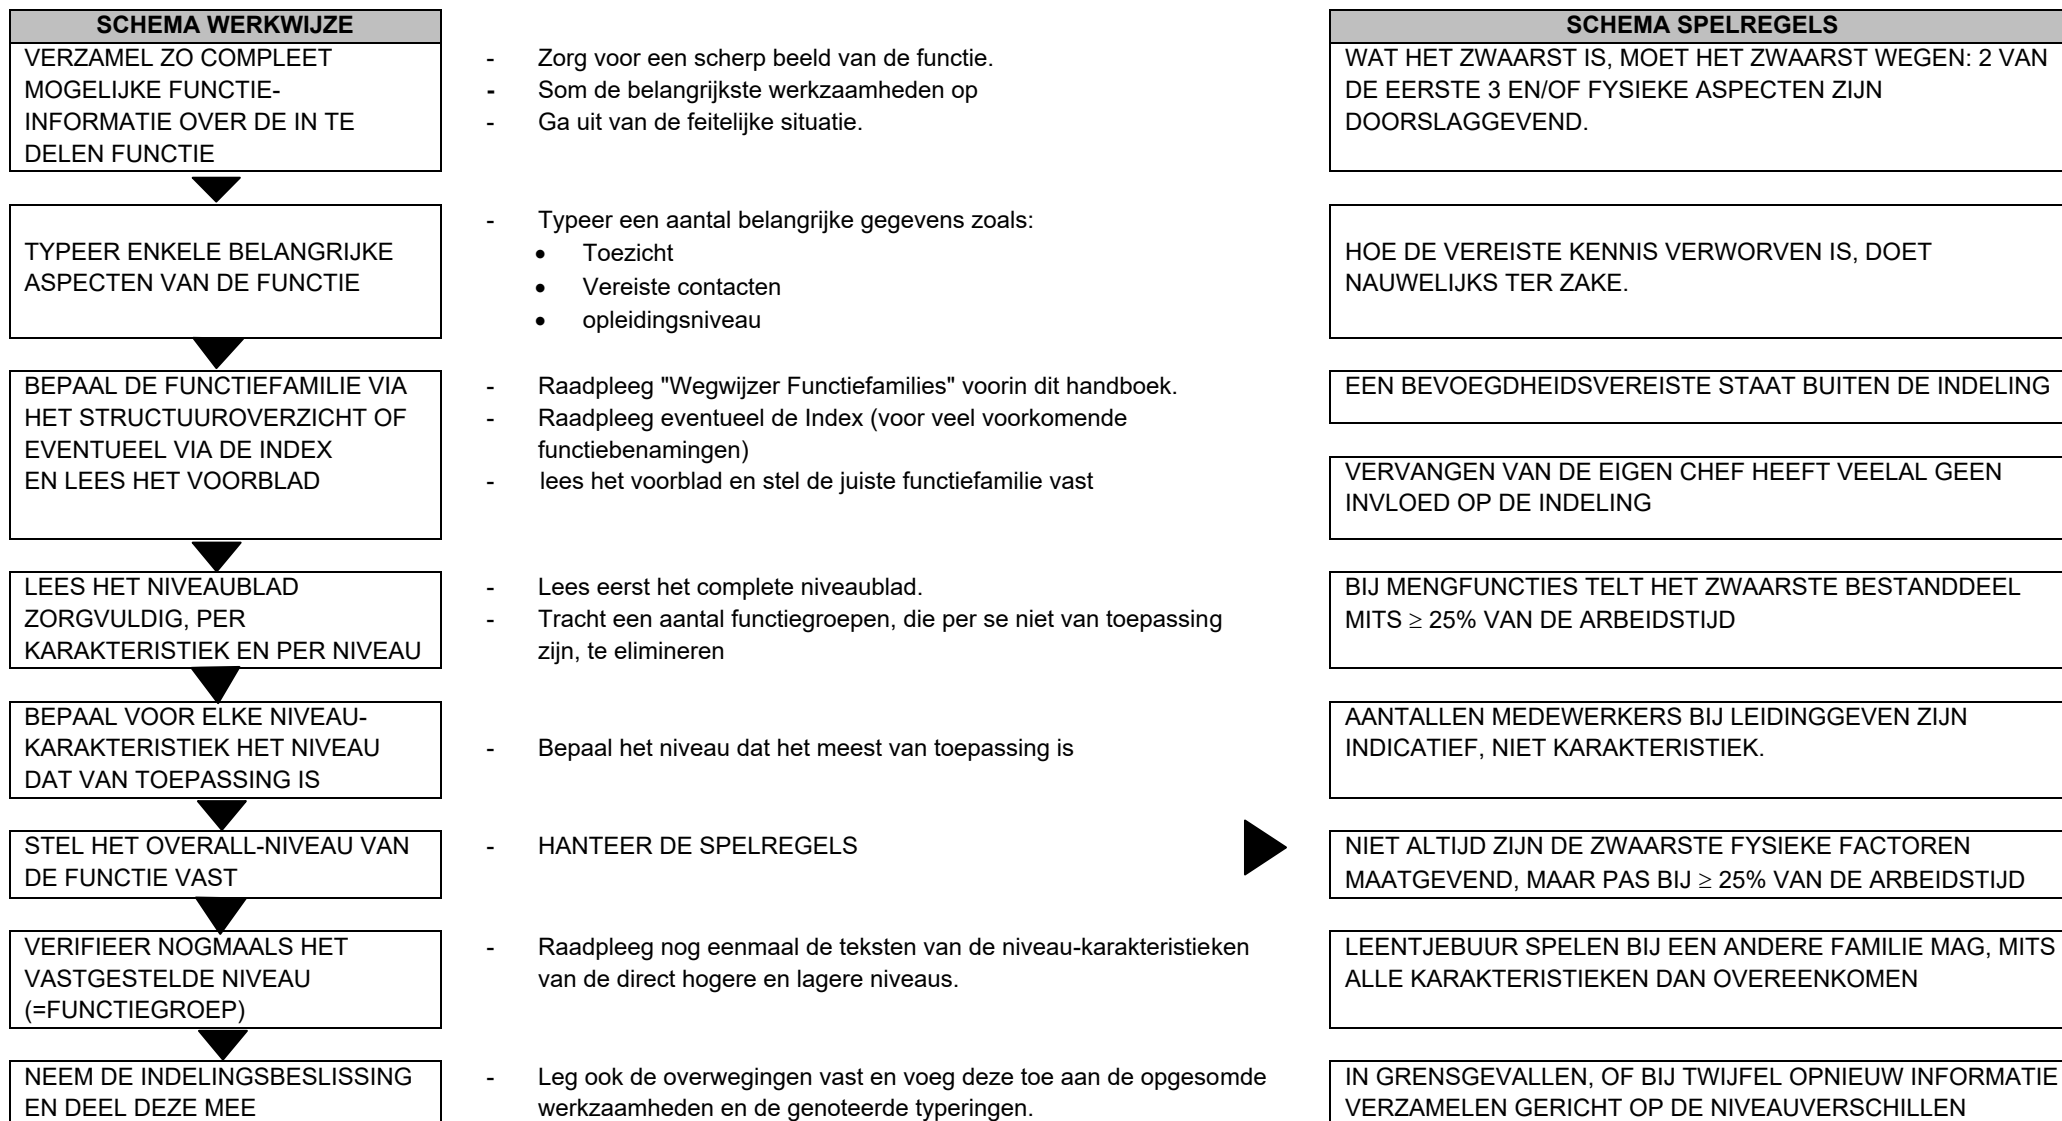 SCHEMA WERKWIJZE
VERZAMEL ZO COMPLEET
MOGELIJKE FUNCTIE-
INFORMATIE OVER DE IN TE
DELEN FUNCTIE
- Zorg voor een scherp beeld van de functie.
- Som de belangrijkste werkzaamheden op
- Ga uit van de feitelijke situatie.
TYPEER ENKELE BELANGRIJKE
ASPECTEN VAN DE FUNCTIE
- Typeer een aantal belangrijke gegevens zoals:
• Toezicht
• Vereiste contacten
• opleidingsniveau
BEPAAL DE FUNCTIEFAMILIE VIA
HET STRUCTUUROVERZICHT OF
EVENTUEEL VIA DE INDEX
EN LEES HET VOORBLAD
- Raadpleeg "Wegwijzer Functiefamilies" voorin dit handboek.
- Raadpleeg eventueel de Index (voor veel voorkomende
functiebenamingen)
- lees het voorblad en stel de juiste functiefamilie vast
LEES HET NIVEAUBLAD
ZORGVULDIG, PER
KARAKTERISTIEK EN PER NIVEAU
- Lees eerst het complete niveaublad.
- Tracht een aantal functiegroepen, die per se niet van toepassing
zijn, te elimineren
BEPAAL VOOR ELKE NIVEAU-
KARAKTERISTIEK HET NIVEAU
DAT VAN TOEPASSING IS
- Bepaal het niveau dat het meest van toepassing is
STEL HET OVERALL-NIVEAU VAN
DE FUNCTIE VAST
- HANTEER DE SPELREGELS
VERIFIEER NOGMAALS HET
VASTGESTELDE NIVEAU
(=FUNCTIEGROEP)
- Raadpleeg nog eenmaal de teksten van de niveau-karakteristieken
van de direct hogere en lagere niveaus.
NEEM DE INDELINGSBESLISSING
EN DEEL DEZE MEE
- Leg ook de overwegingen vast en voeg deze toe aan de opgesomde
werkzaamheden en de genoteerde typeringen.
SCHEMA SPELREGELS
WAT HET ZWAARST IS, MOET HET ZWAARST WEGEN: 2 VAN
DE EERSTE 3 EN/OF FYSIEKE ASPECTEN ZIJN
DOORSLAGGEVEND.
HOE DE VEREISTE KENNIS VERWORVEN IS, DOET
NAUWELIJKS TER ZAKE.
EEN BEVOEGDHEIDSVEREISTE STAAT BUITEN DE INDELING
VERVANGEN VAN DE EIGEN CHEF HEEFT VEELAL GEEN
INVLOED OP DE INDELING
BIJ MENGFUNCTIES TELT HET ZWAARSTE BESTANDDEEL
MITS ≥ 25% VAN DE ARBEIDSTIJD
AANTALLEN MEDEWERKERS BIJ LEIDINGGEVEN ZIJN
INDICATIEF, NIET KARAKTERISTIEK.
NIET ALTIJD ZIJN DE ZWAARSTE FYSIEKE FACTOREN
MAATGEVEND, MAAR PAS BIJ ≥ 25% VAN DE ARBEIDSTIJD
LEENTJEBUUR SPELEN BIJ EEN ANDERE FAMILIE MAG, MITS
ALLE KARAKTERISTIEKEN DAN OVEREENKOMEN
IN GRENSGEVALLEN, OF BIJ TWIJFEL OPNIEUW INFORMATIE
VERZAMELEN GERICHT OP DE NIVEAUVERSCHILLEN